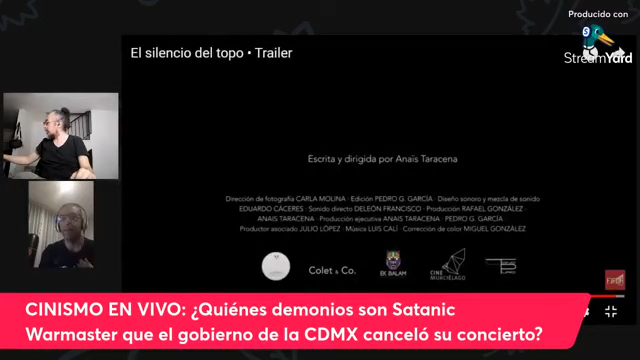 Producido con
StreamYard
El silencio del topo • Trailer
Escrita y dirigida por Anaïs Taracena
Dirección de fotografía CARLA MOLINA · Edición PEDRO G. GARCÍA · Diseño sonoro y mezcla de sonido
EDUARDO CÁCERES · Sonido directo DELEÓN FRANCISCO · Producción RAFAEL GONZÁLEZ ·
ANAIS TARACENA · Producción ejecutiva ANAIS TARACENA · PEDRO G. GARCÍA
Productor asociado JULIO LÓPEZ · Música LUIS CALÍ · Corrección de color MIGUEL GONZÁLEZ
Colet & Co.
EK BALAM
CINE
MURCIÉLAGO
CINISMO EN VIVO: ¿Quiénes demonios son Satanic
Warmaster que el gobierno de la CDMX canceló su concierto?